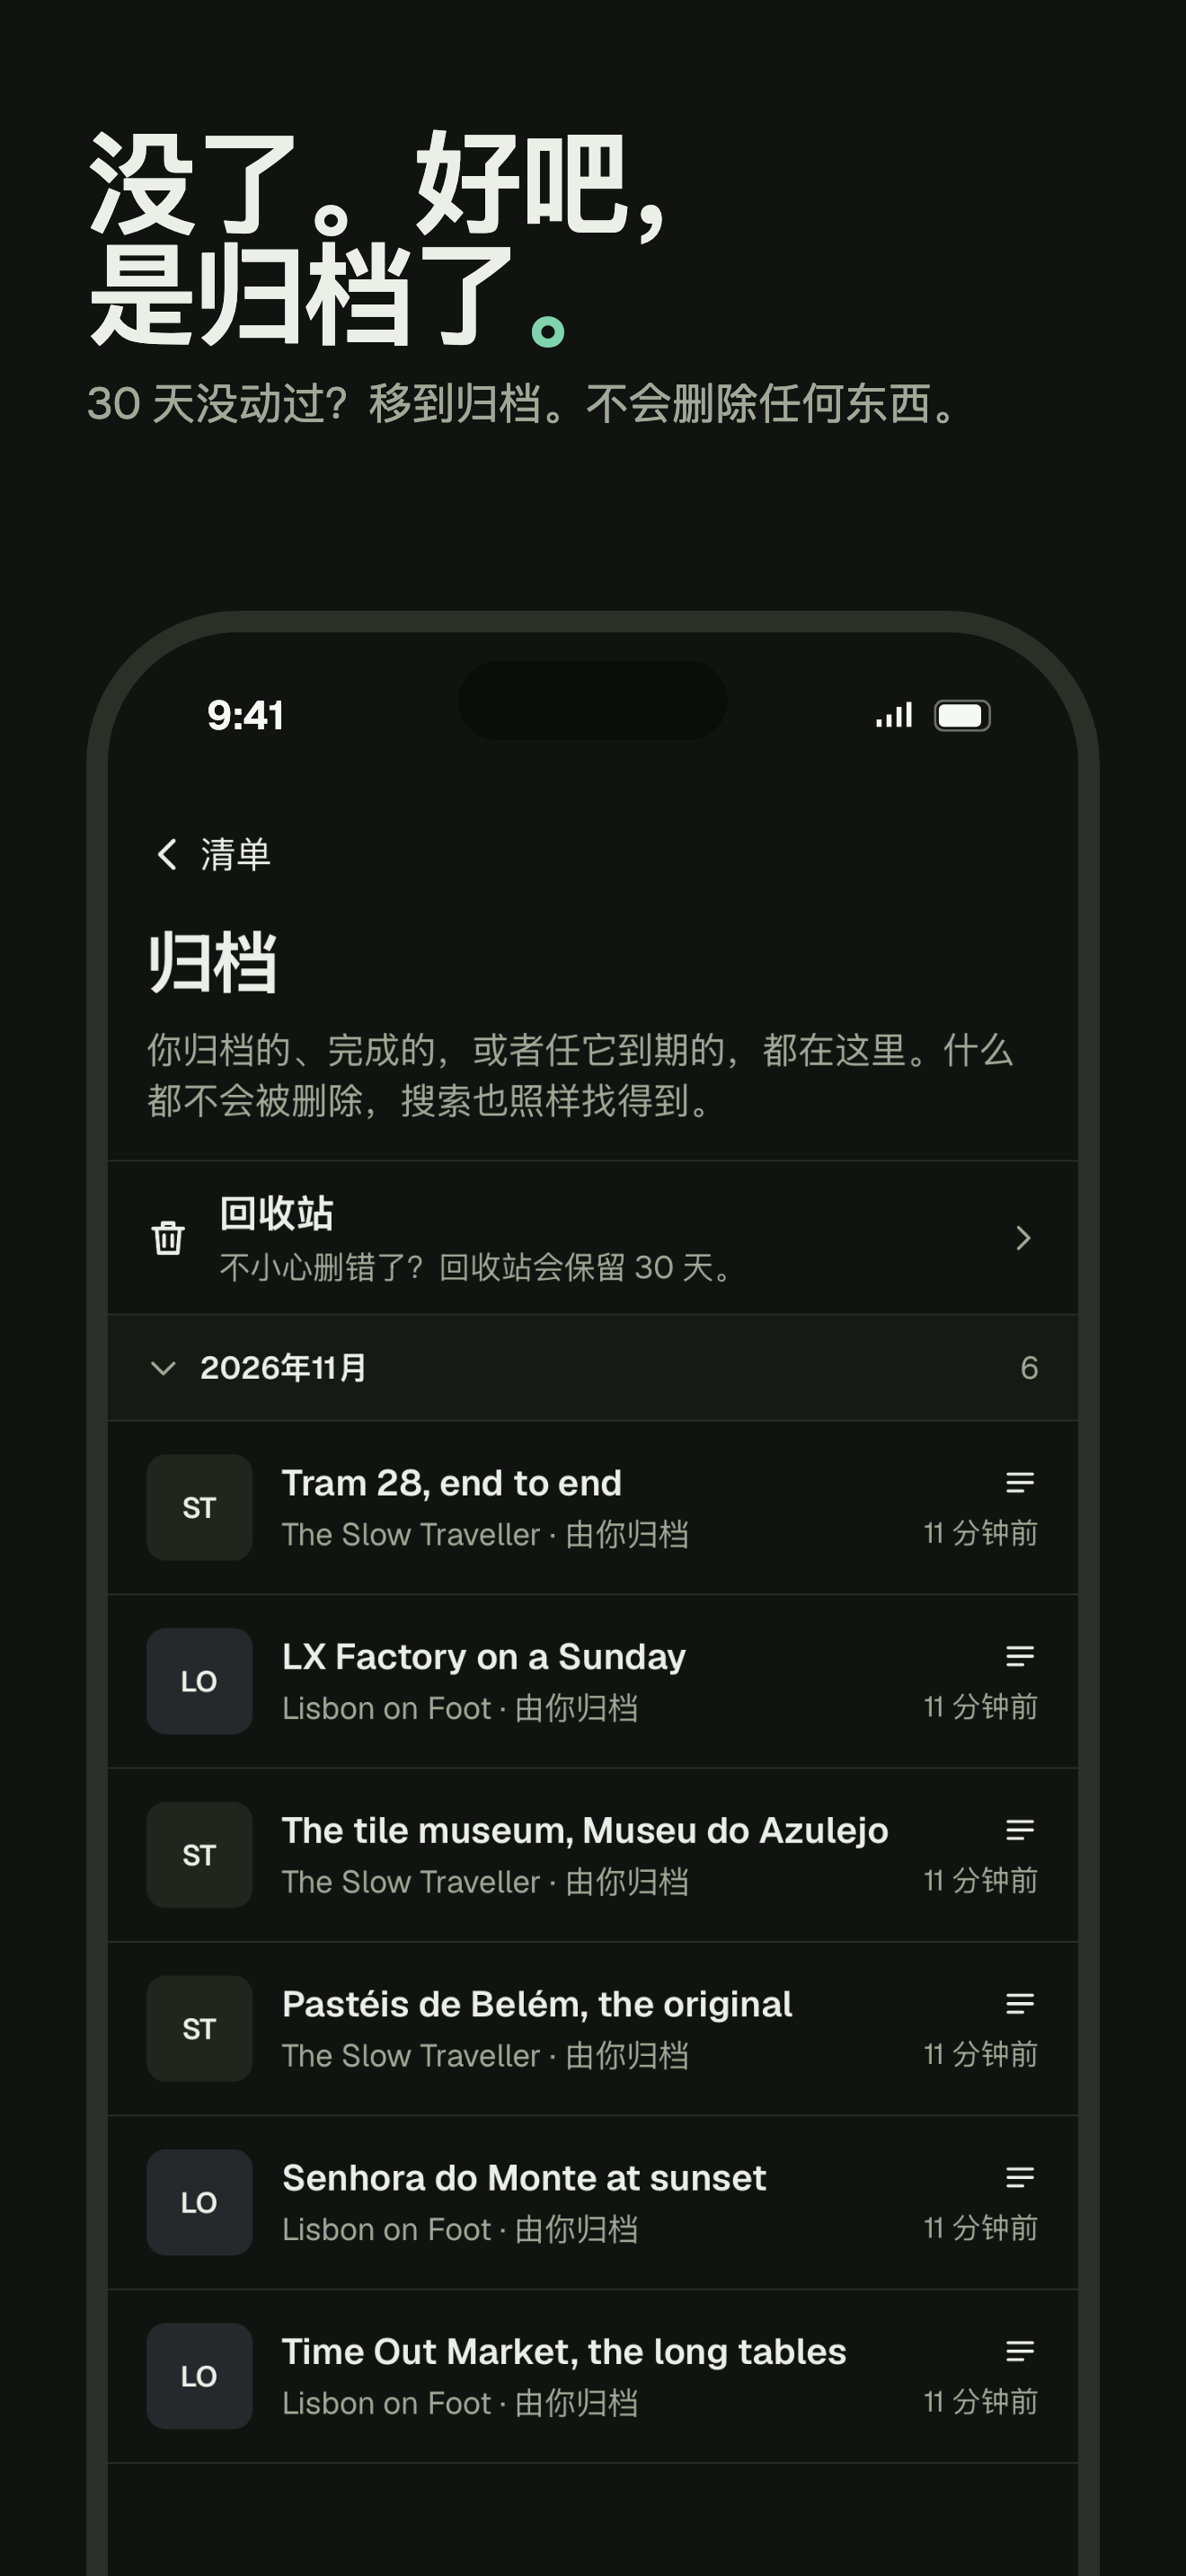 没了。好吧，
是归档了。
30 天没动过？移到归档。不会删除任何东西。
9:41
清单
归档
你归档的、完成的，或者任它到期的，都在这里。什么
都不会被删除，搜索也照样找得到。
回收站
不小心删错了？回收站会保留 30 天。
2026年11月
6
ST
Tram 28, end to end
The Slow Traveller · 由你归档
11 分钟前
LO
LX Factory on a Sunday
Lisbon on Foot · 由你归档
11 分钟前
ST
The tile museum, Museu do Azulejo
The Slow Traveller · 由你归档
11 分钟前
ST
Pastéis de Belém, the original
The Slow Traveller · 由你归档
11 分钟前
LO
Senhora do Monte at sunset
Lisbon on Foot · 由你归档
11 分钟前
LO
Time Out Market, the long tables
Lisbon on Foot · 由你归档
11 分钟前